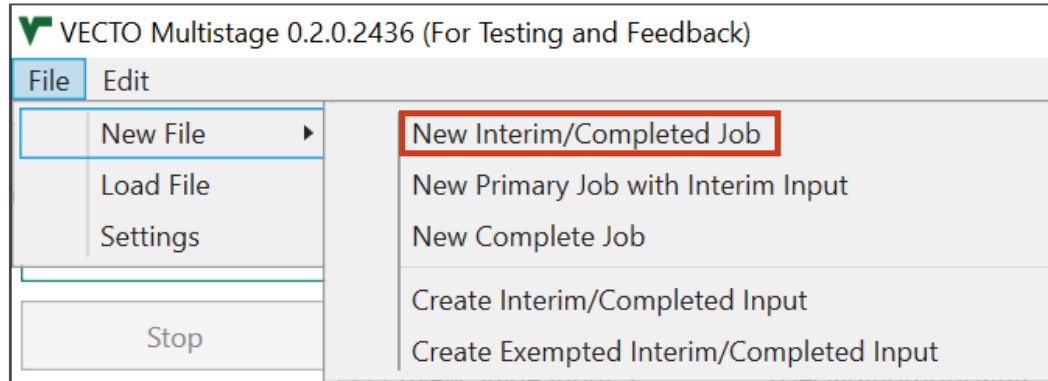 VECTO Multistage 0.2.0.2436 (For Testing and Feedback)
File Edit
New File
Load File
Settings
New Interim/Completed Job
New Primary Job with Interim Input
New Complete Job
Create Interim/Completed Input
Create Exempted Interim/Completed Input
Stop